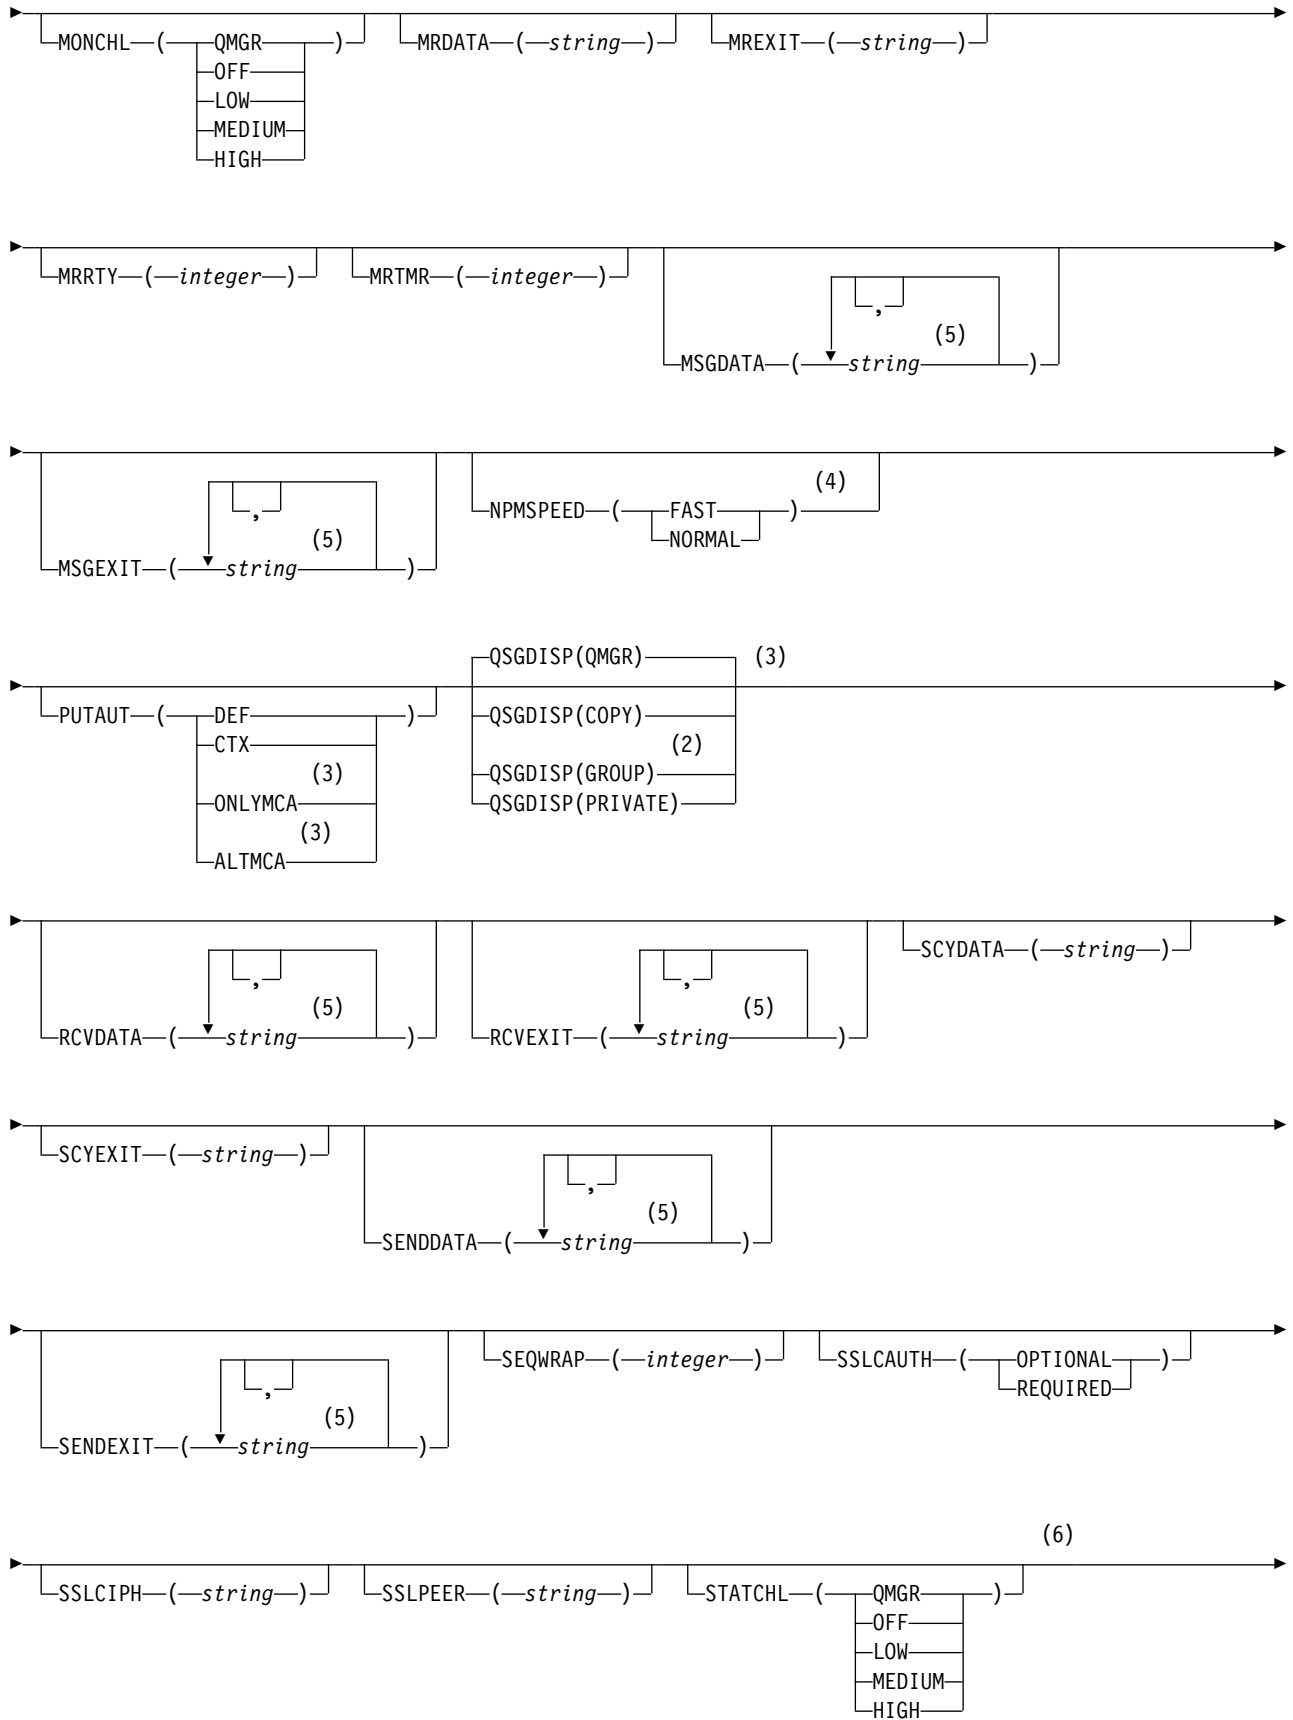 MONCHL ( QMGR ) MRDATA ( string ) MREXIT ( string )
OFF
LOW
MEDIUM
HIGH
MRRTY ( integer ) MRTMR ( integer )
,
(5)
MSGDATA ( string )
,
(5)
MSGEXIT ( string )
(4)
NPMSPEED ( FAST )
NORMAL
PUTAUT ( DEF )
CTX
(3)
ONLYMCA
(3)
ALTMCA
QSGDISP(QMGR) (3)
QSGDISP(COPY)
(2)
QSGDISP(GROUP)
QSGDISP(PRIVATE)
,
(5)
RCVDATA ( string )
,
(5)
RCVEXIT ( string )
SCYDATA ( string )
SCYEXIT ( string )
,
(5)
SENDDATA ( string )
,
(5)
SENDEXIT ( string )
SEQWRAP ( integer ) SSLCAUTH ( OPTIONAL )
REQUIRED
(6)
SSLCIPH ( string ) SSLPEER ( string ) STATCHL ( QMGR )
OFF
LOW
MEDIUM
HIGH